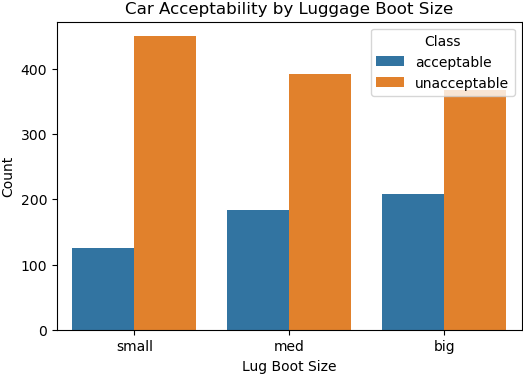 Car Acceptability by Luggage Boot Size
Class
acceptable
unacceptable
400
300
200
100
0
Count
small med big
Lug Boot Size